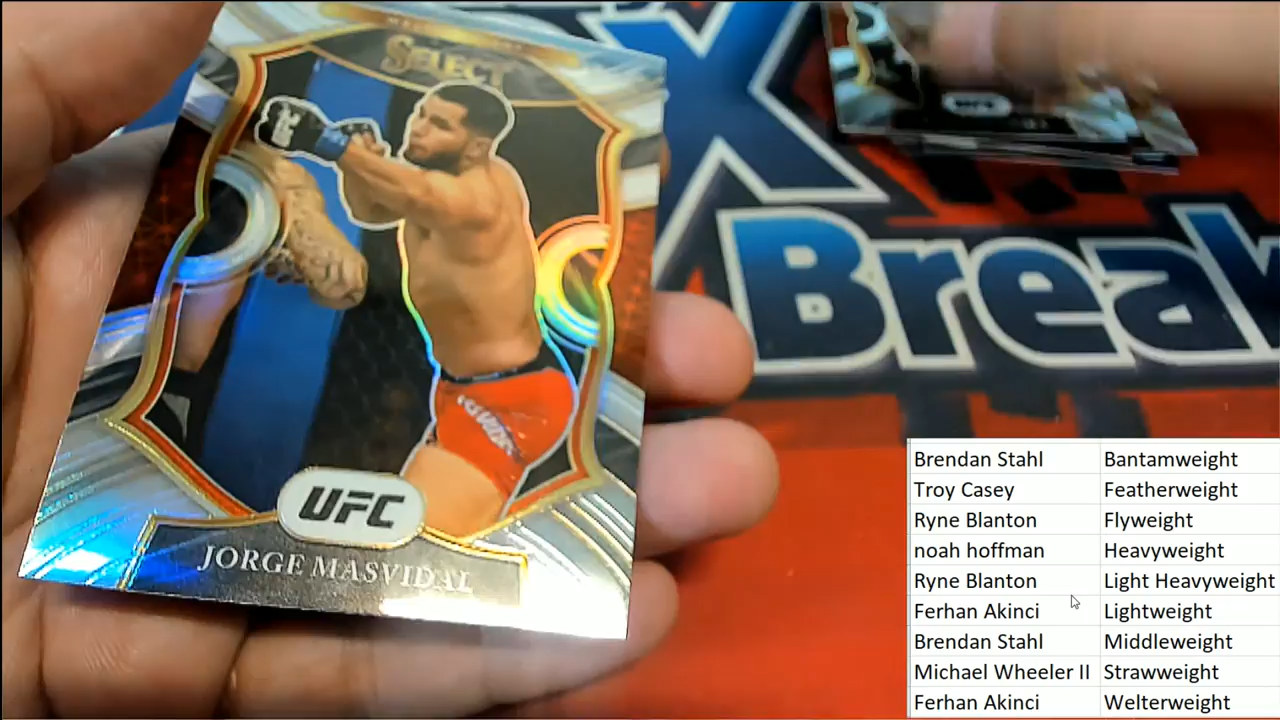 SELECT
UFC
JORGE MASVIDAL
X
Break
Brendan Stahl Bantamweight
Troy Casey Featherweight
Ryne Blanton Flyweight
noah hoffman Heavyweight
Ryne Blanton Light Heavyweight
Ferhan Akinci Lightweight
Brendan Stahl Middleweight
Michael Wheeler II Strawweight
Ferhan Akinci Welterweight